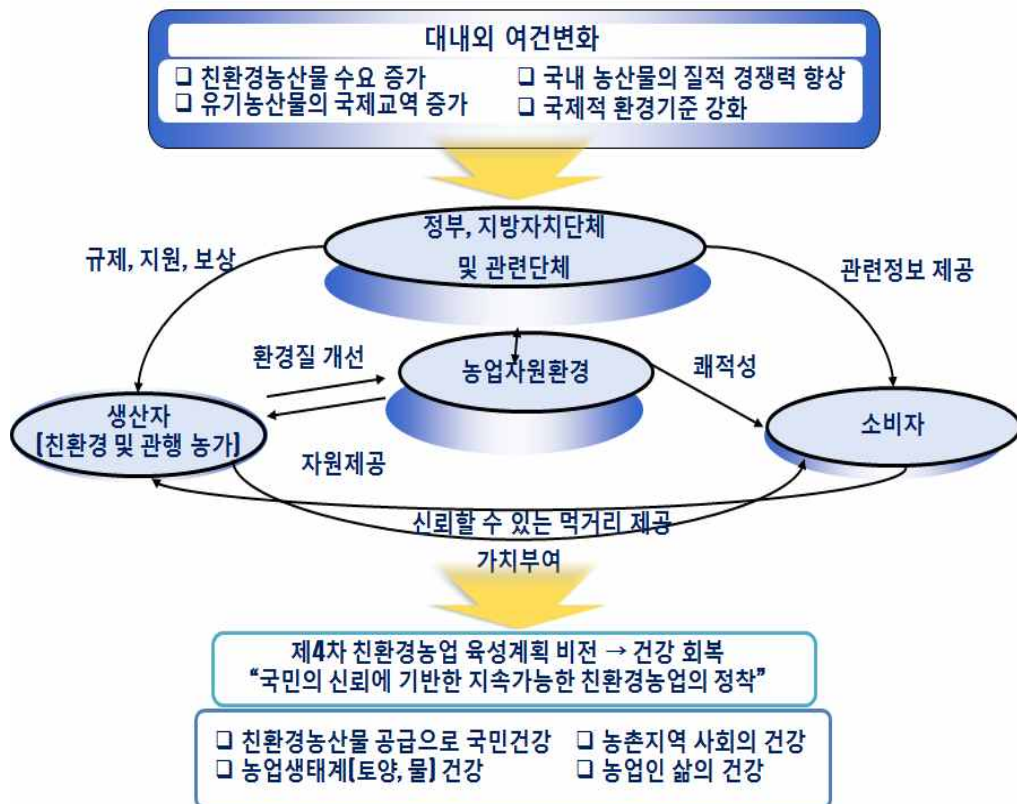 대내외 여건변화
❑ 친환경농산물 수요 증가
❑ 유기농산물의 국제교역 증가
❑ 국내 농산물의 질적 경쟁력 향상
❑ 국제적 환경기준 강화
정부, 지방자치단체
및 관련단체
규제, 지원, 보상
관련정보 제공
환경질 개선
농업자원환경
쾌적성
생산자
[친환경 및 관행 농가]
소비자
자원제공
신뢰할 수 있는 먹거리 제공
가치부여
제4차 친환경농업 육성계획 비전 → 건강 회복
“국민의 신뢰에 기반한 지속가능한 친환경농업의 정착”
❑ 친환경농산물 공급으로 국민건강
❑ 농업생태계[토양, 물] 건강
❑ 농촌지역 사회의 건강
❑ 농업인 삶의 건강